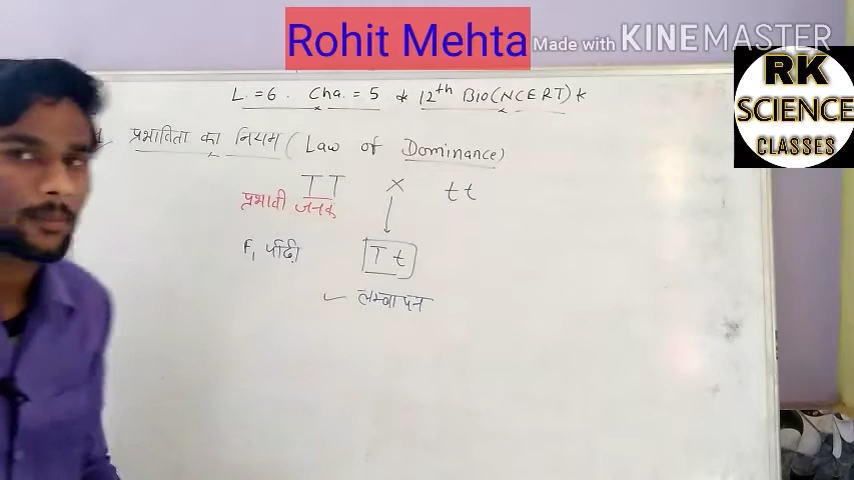 Rohit Mehta
Made with KINEMASTER
RK
SCIENCE
CLASSES
L. = 6. Cha. = 5 * 12th BIO (NCERT) *
प्रभाविता का नियम ( Law of Dominance)
TT × tt
प्रभावी जनक
F1 पीढ़ी Tt
लम्बापन